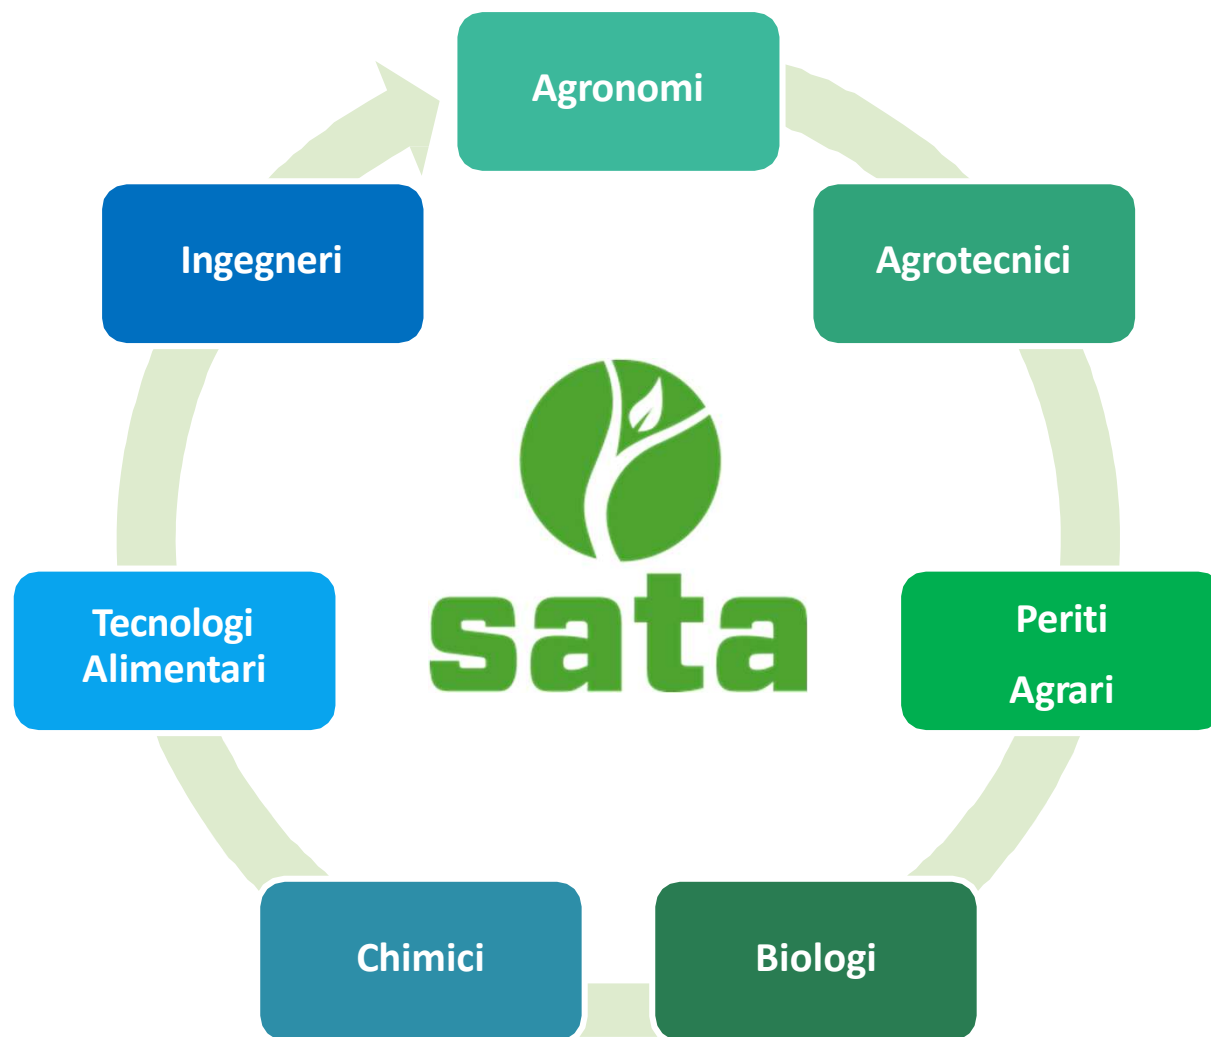 Agronomi
Ingegneri
Agrotecnici
sata
Tecnologi
Alimentari
Periti
Agrari
Chimici
Biologi